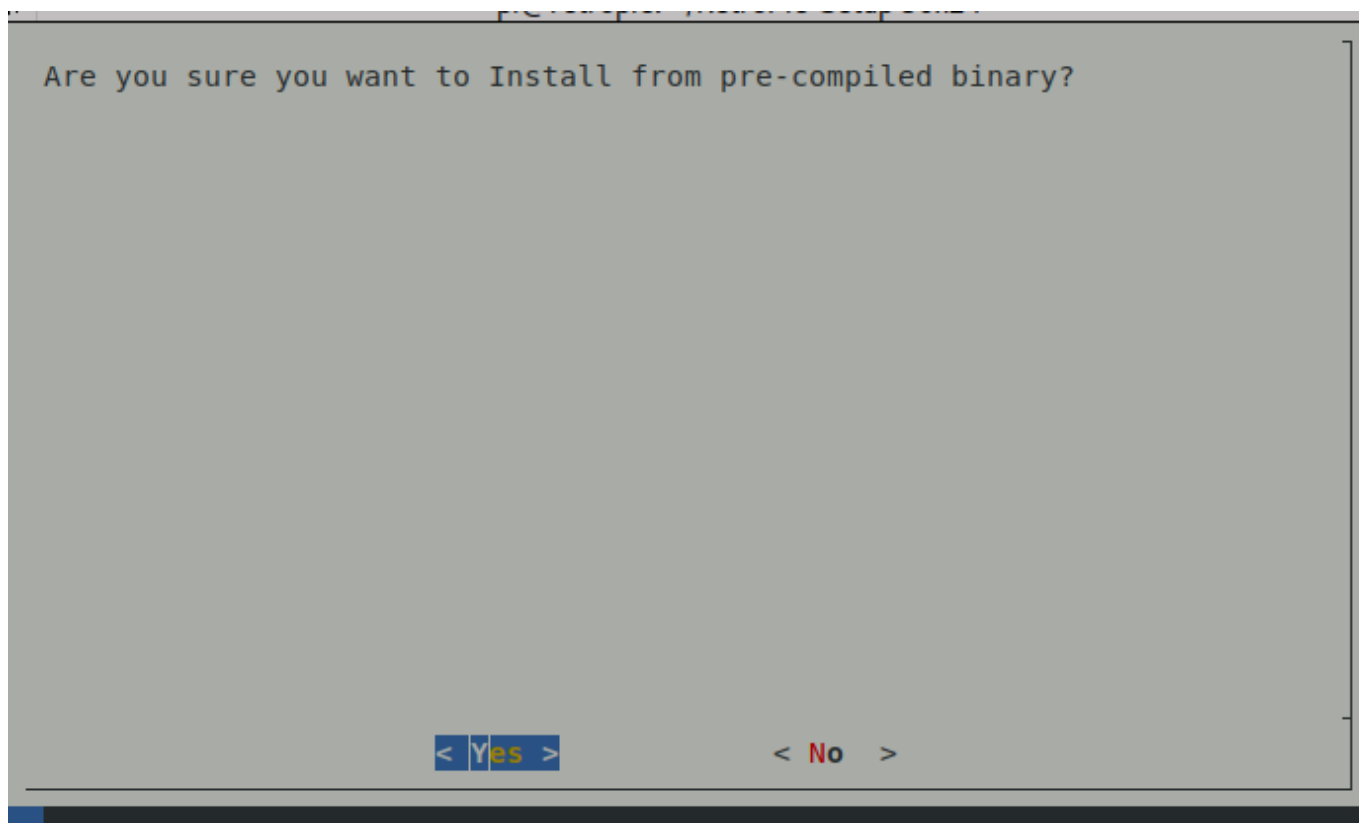 Are you sure you want to Install from pre-compiled binary?
< Yes > < No >